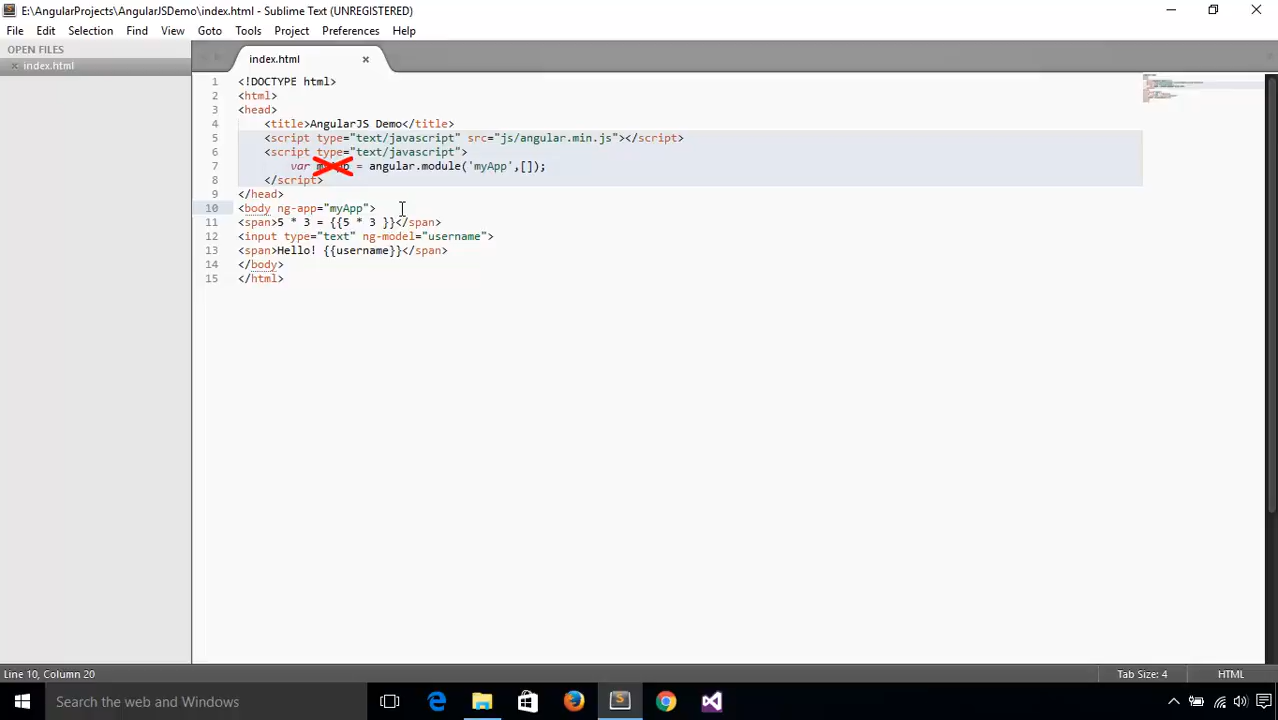 E:\AngularProjects\AngularJSDemo\index.html - Sublime Text (UNREGISTERED)
File Edit Selection Find View Goto Tools Project Preferences Help
OPEN FILES
index.html
index.html
1 <!DOCTYPE html>
2 <html>
3 <head>
4 <title>AngularJS Demo</title>
5 <script type="text/javascript" src="js/angular.min.js"></script>
6 <script type="text/javascript">
7 var = angular.module('myApp',[]);
8 </script>
9 </head>
10 <body ng-app="myApp">
11 <span>5 * 3 = {{5 * 3 }}</span>
12 <input type="text" ng-model="username">
13 <span>Hello! {{username}}</span>
14 </body>
15 </html>
Line 10, Column 20
Tab Size: 4
HTML
Search the web and Windows